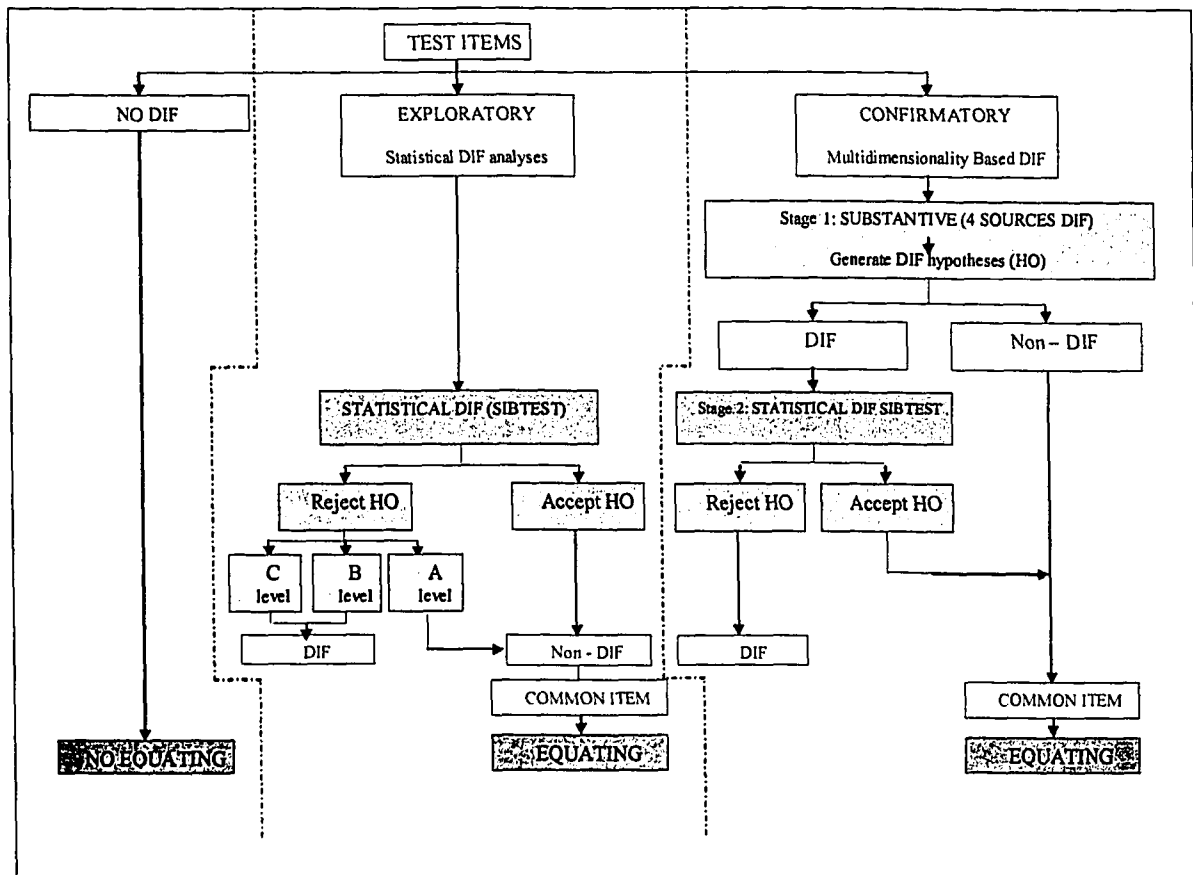 TEST ITEMS
NO DIF
EXPLORATORY
Statistical DIF analyses
CONFIRMATORY
Multidimensionality Based DIF
Stage 1: SUBSTANTIVE (4 SOURCES DIF)
Generate DIF hypotheses (HO)
DIF
Non – DIF
STATISTICAL DIF (SIBTEST)
Stage 2: STATISTICAL DIF SIBTEST
Reject HO
Accept HO
Reject HO
Accept HO
C
level
B
level
A
level
DIF
Non - DIF
DIF
COMMON ITEM
COMMON ITEM
NO EQUATING
EQUATING
EQUATING